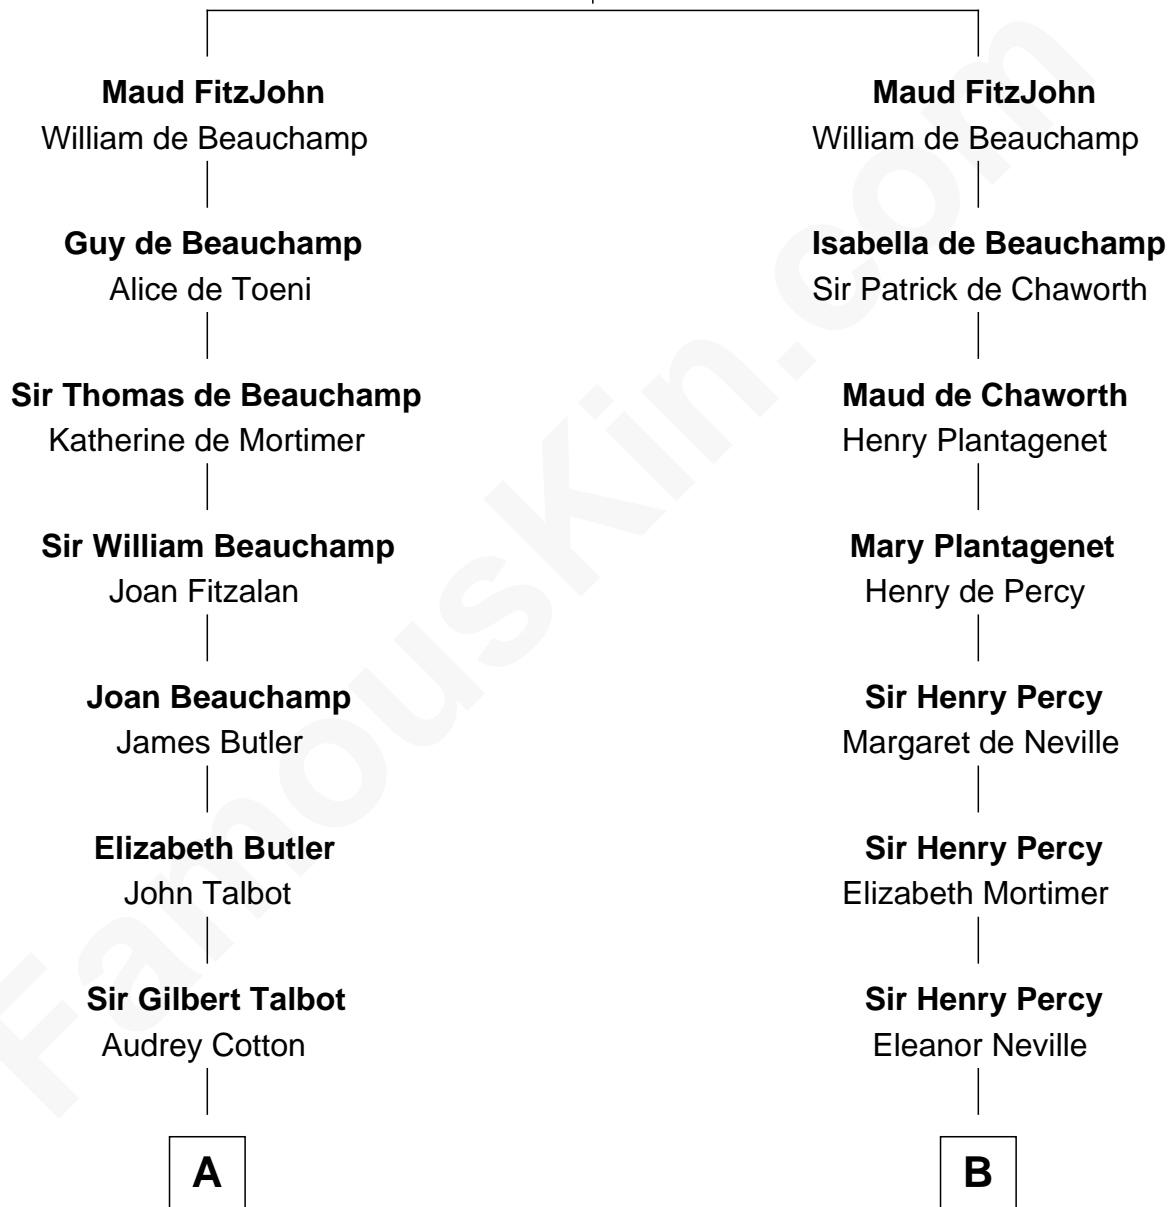 Maud FitzJohn
William de Beauchamp
Guy de Beauchamp
Alice de Toeni
Sir Thomas de Beauchamp
Katherine de Mortimer
Sir William Beauchamp
Joan Fitzalan
Joan Beauchamp
James Butler
Elizabeth Butler
John Talbot
Sir Gilbert Talbot
Audrey Cotton
A
Maud FitzJohn
William de Beauchamp
Isabella de Beauchamp
Sir Patrick de Chaworth
Maud de Chaworth
Henry Plantagenet
Mary Plantagenet
Henry de Percy
Sir Henry Percy
Margaret de Neville
Sir Henry Percy
Elizabeth Mortimer
Sir Henry Percy
Eleanor Neville
B
FamousKin.com